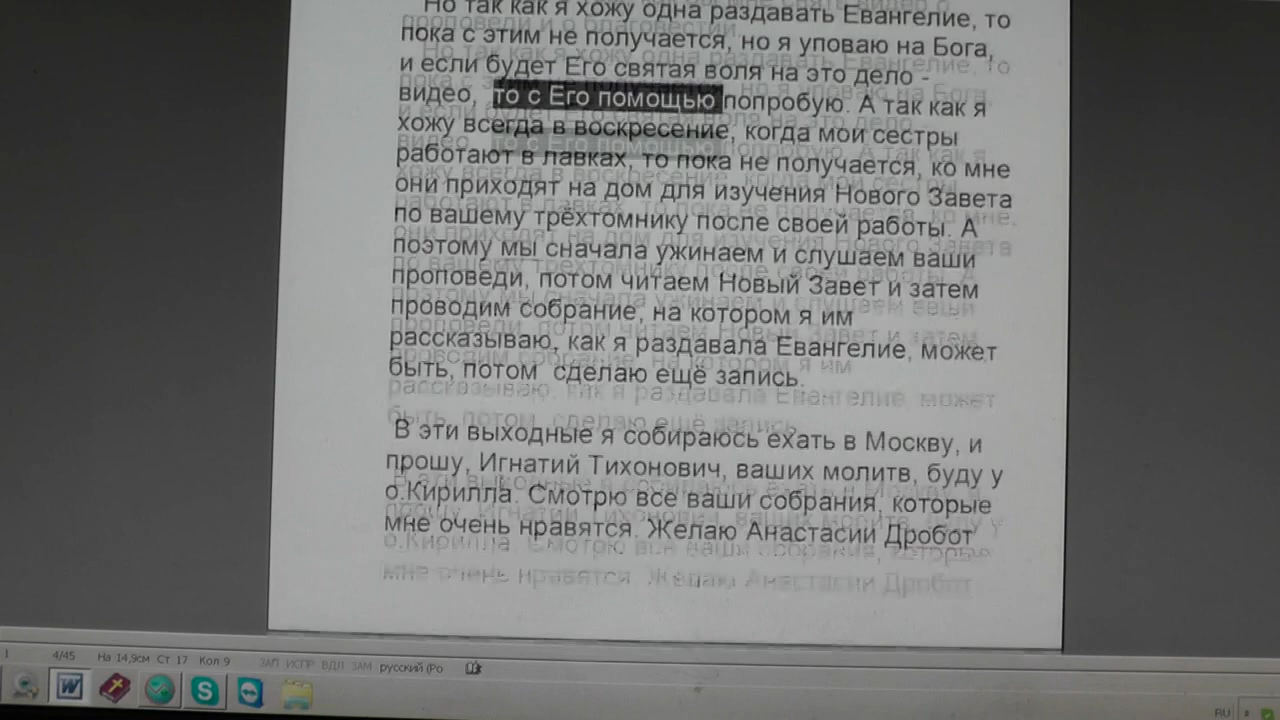 Но так как я хожу одна раздавать Евангелие, то
пока с этим не получается, но я уповаю на Бога,
и если будет Его святая воля на это дело -
видео, то с Его помощью попробую. А так как я
хожу всегда в воскресение, когда мои сестры
работают в лавках, то пока не получается, ко мне
они приходят на дом для изучения Нового Завета
по вашему трёхтомнику после своей работы. А
поэтому мы сначала ужинаем и слушаем ваши
проповеди, потом читаем Новый Завет и затем
проводим собрание, на котором я им
рассказываю, как я раздавала Евангелие, может
быть, потом сделаю ещё запись.
В эти выходные я собираюсь ехать в Москву, и
прошу, Игнатий Тихонович, ваших молитв, буду у
о.Кирилла. Смотрю все ваши собрания, которые
мне очень нравятся. Желаю Анастасии Дробот
1 4/45 На 14,9см Ст 17 Кол 9 ЗАП ИСПР ВДЛ ЗАМ русский (Ро
W S RU